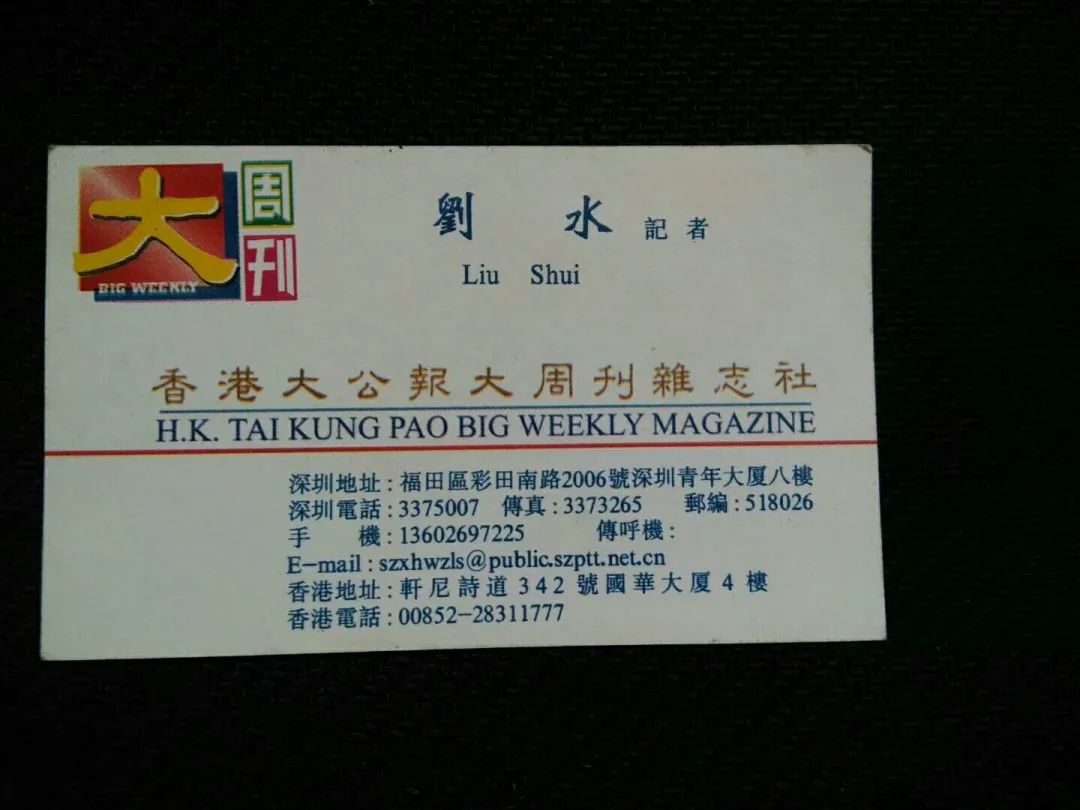 大周刊
BIG WEEKLY
劉 水 記者
Liu Shui
香港大公報大周刊雜志社
H.K. TAI KUNG PAO BIG WEEKLY MAGAZINE
深圳地址:福田區彩田南路2006號深圳青年大厦八樓
深圳電話:3375007 傳真:3373265 郵編:518026
手 機:13602697225 傳呼機:
E-mail:szxhwzls@public.szptt.net.cn
香港地址:軒尼詩道342號國華大厦4樓
香港電話:00852-28311777